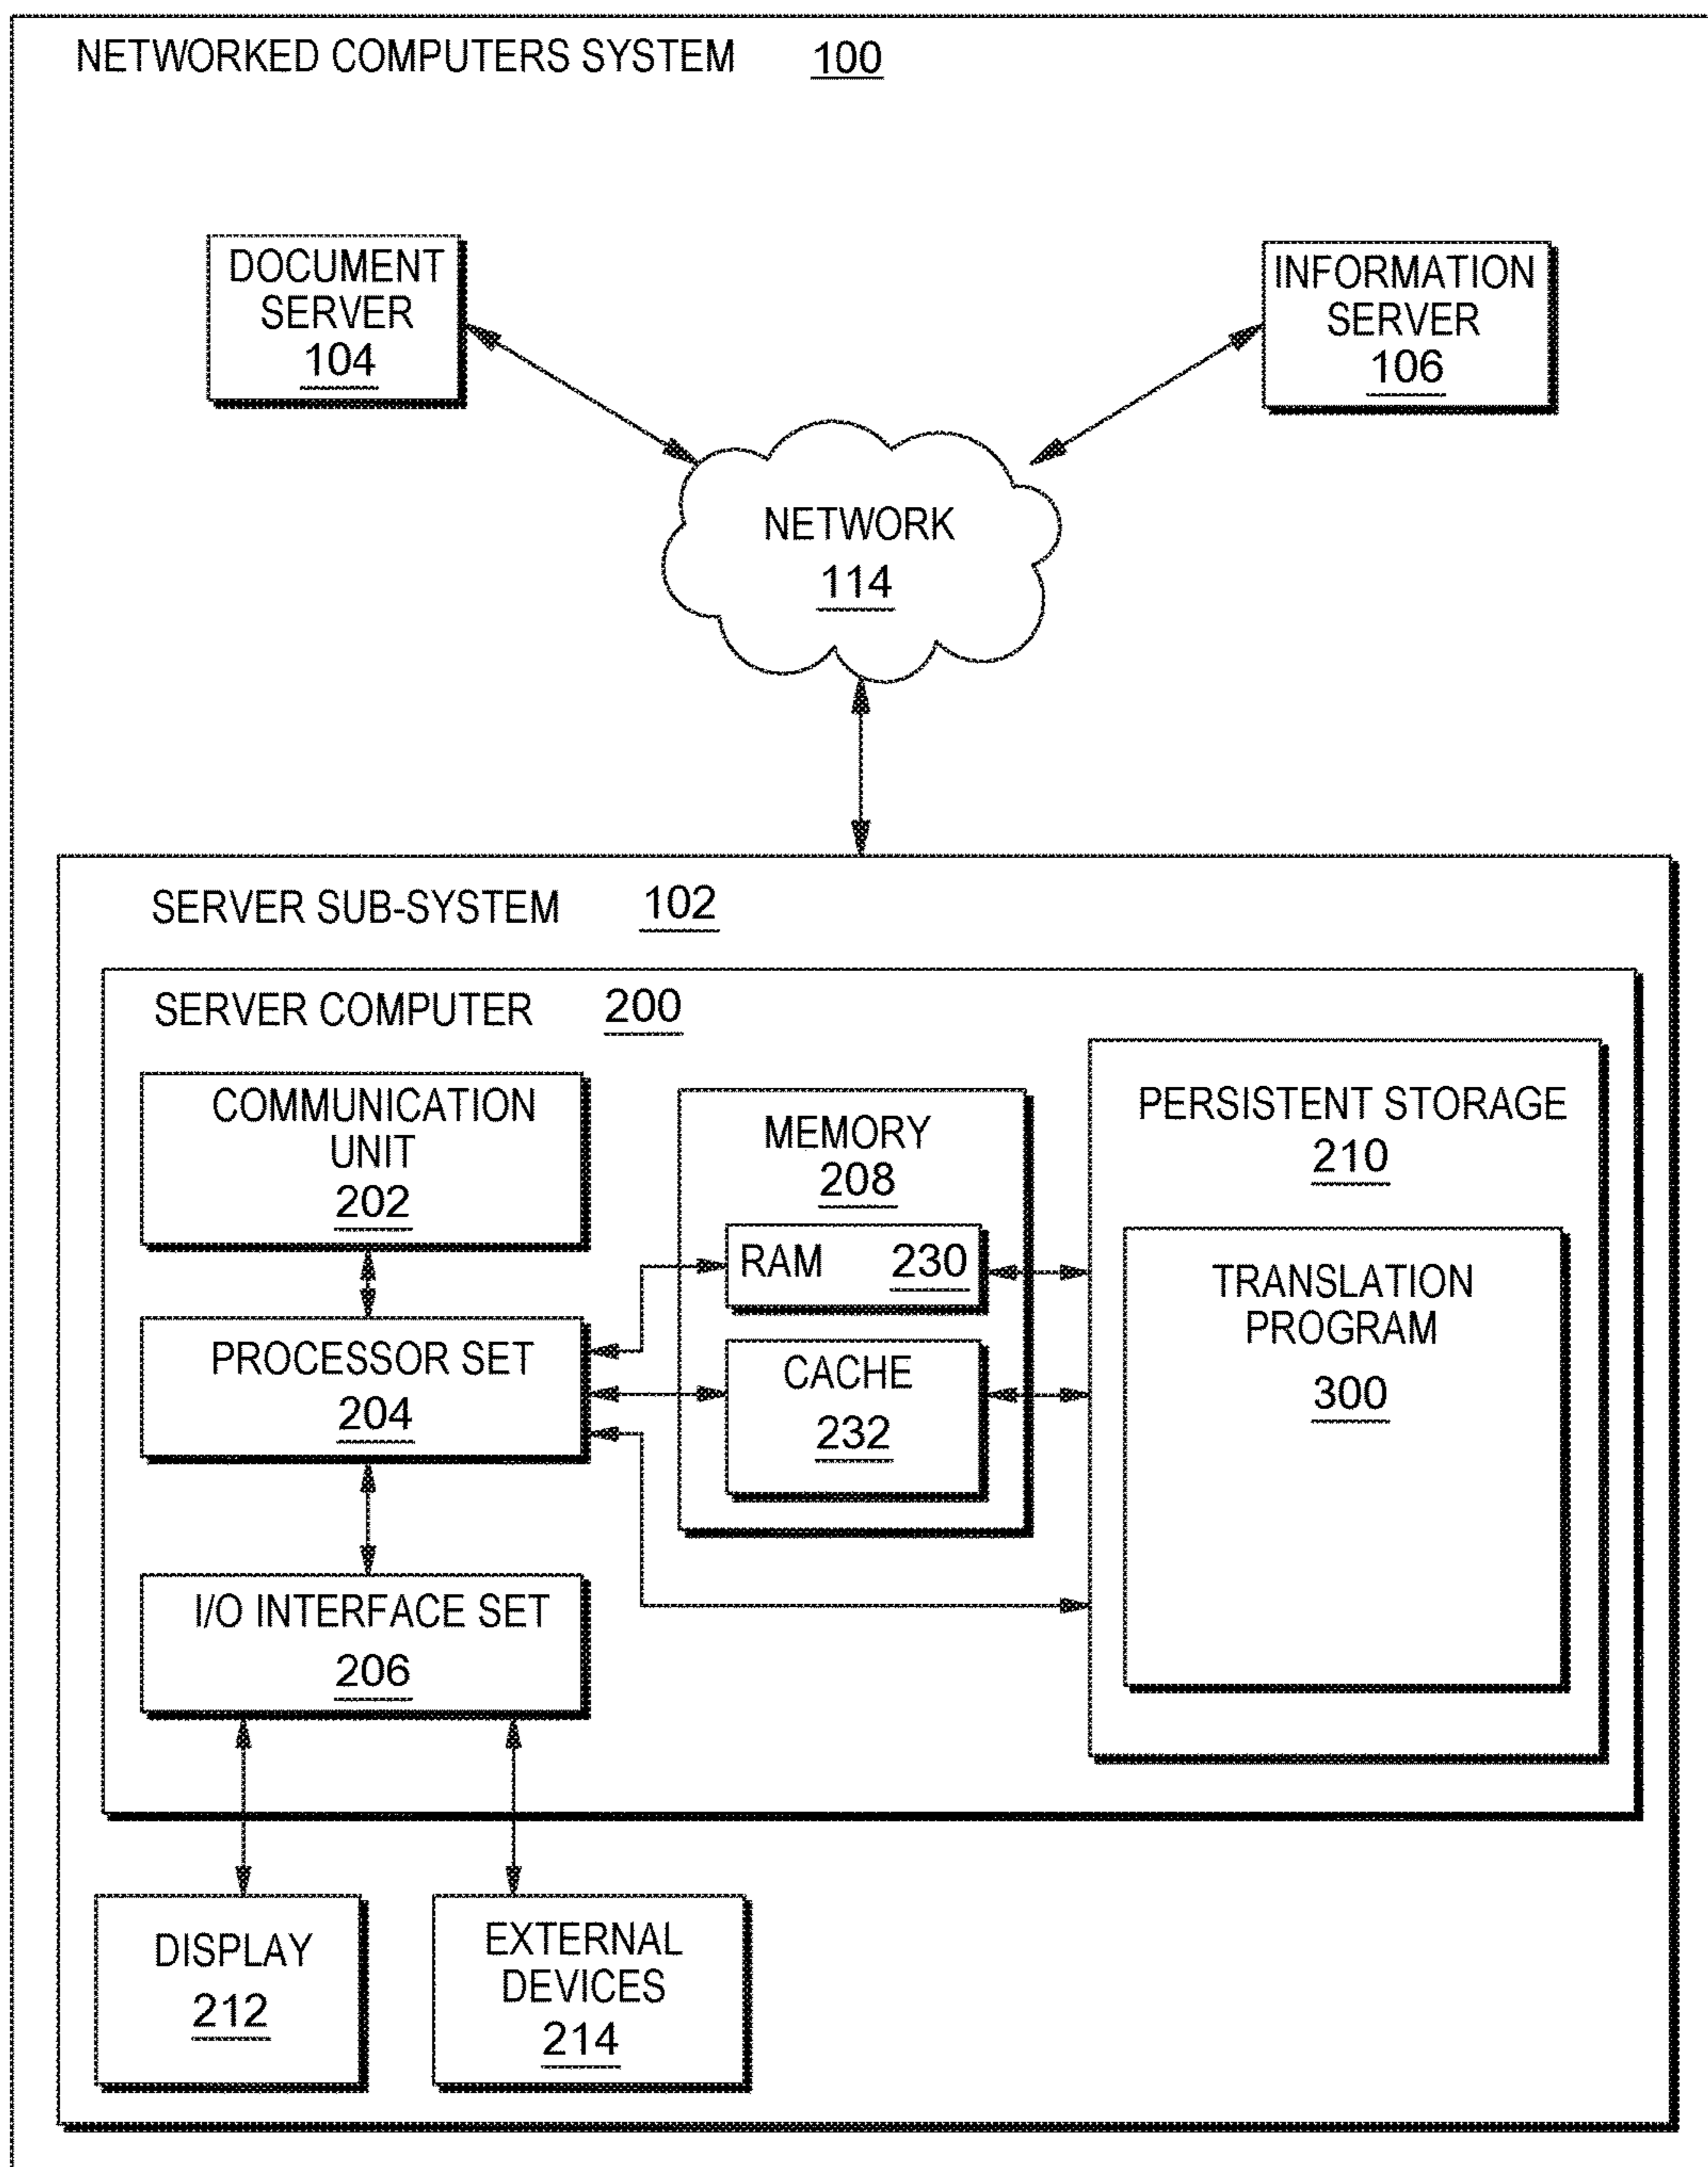 NETWORKED COMPUTERS SYSTEM 100
DOCUMENT
SERVER
104
INFORMATION
SERVER
106
NETWORK
114
SERVER SUB-SYSTEM 102
SERVER COMPUTER 200
COMMUNICATION
UNIT
202
MEMORY
208
PERSISTENT STORAGE
210
RAM 230
TRANSLATION
PROGRAM
300
PROCESSOR SET
204
CACHE
232
I/O INTERFACE SET
206
DISPLAY
212
EXTERNAL
DEVICES
214